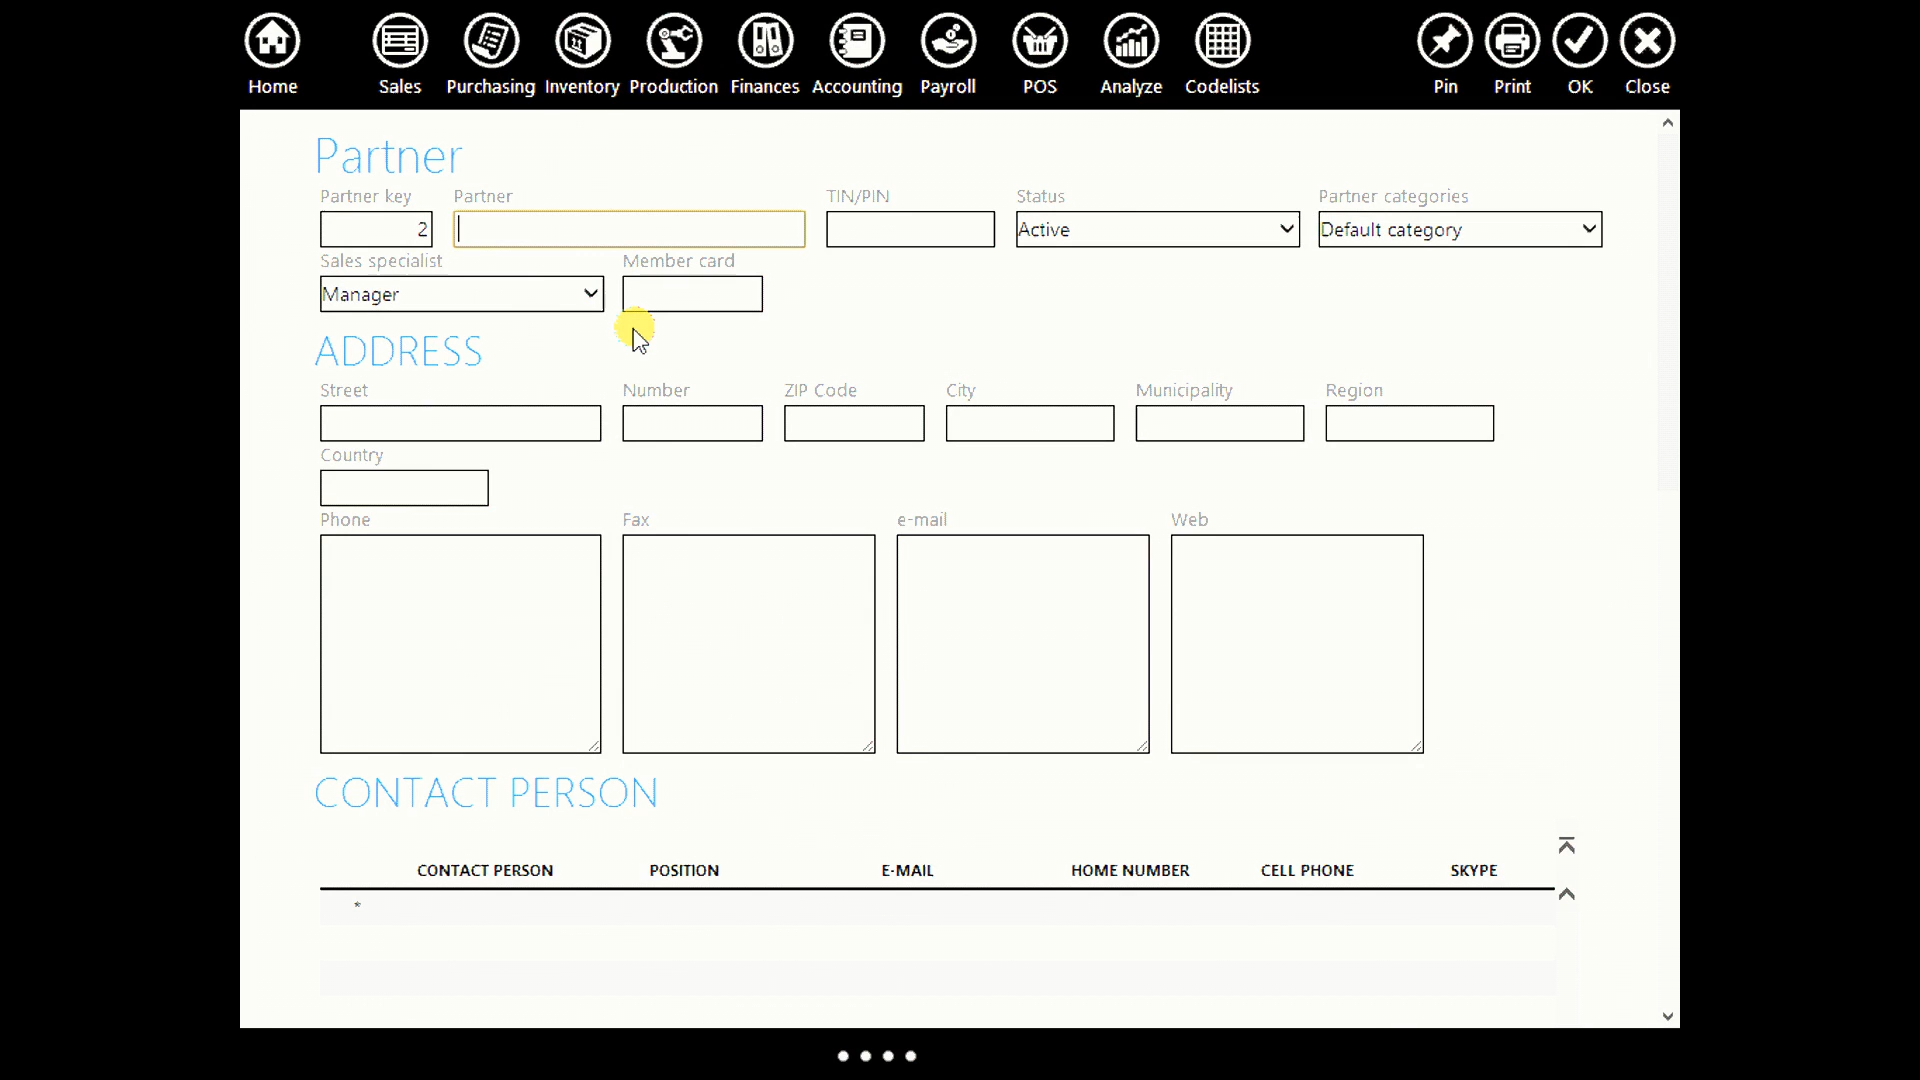 Home Sales Purchasing Inventory Production Finances Accounting Payroll POS Analyze Codelists Pin Print OK Close
Partner
Partner key Partner TIN/PIN Status Partner categories
2 Active Default category
Sales specialist Member card
Manager
ADDRESS
Street Number ZIP Code City Municipality Region
Country
Phone Fax e-mail Web
CONTACT PERSON
CONTACT PERSON POSITION E-MAIL HOME NUMBER CELL PHONE SKYPE
*